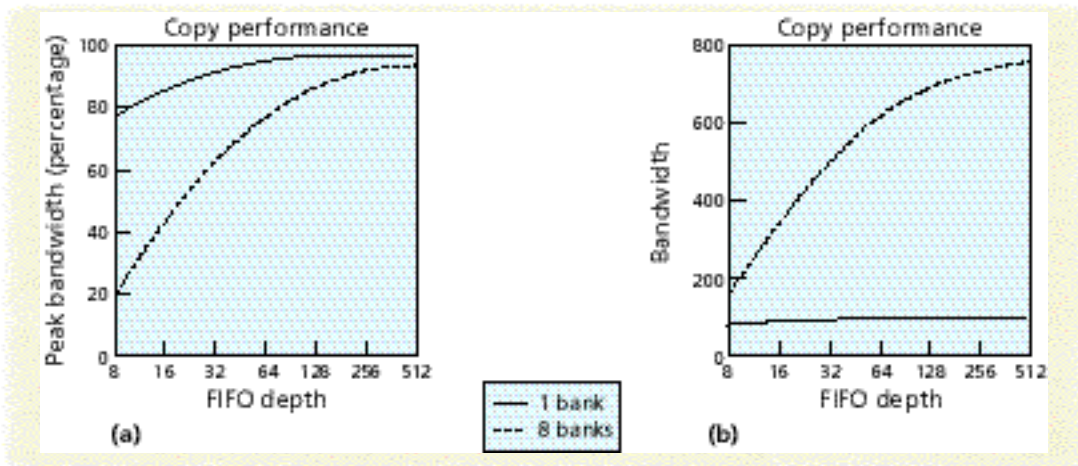 Copy performance
Peak bandwidth (percentage)
100
80
60
40
20
0
8 16 32 64 128 256 512
FIFO depth
(a)
1 bank
8 banks
Copy performance
Bandwidth
800
600
400
200
0
8 16 32 64 128 256 512
FIFO depth
(b)